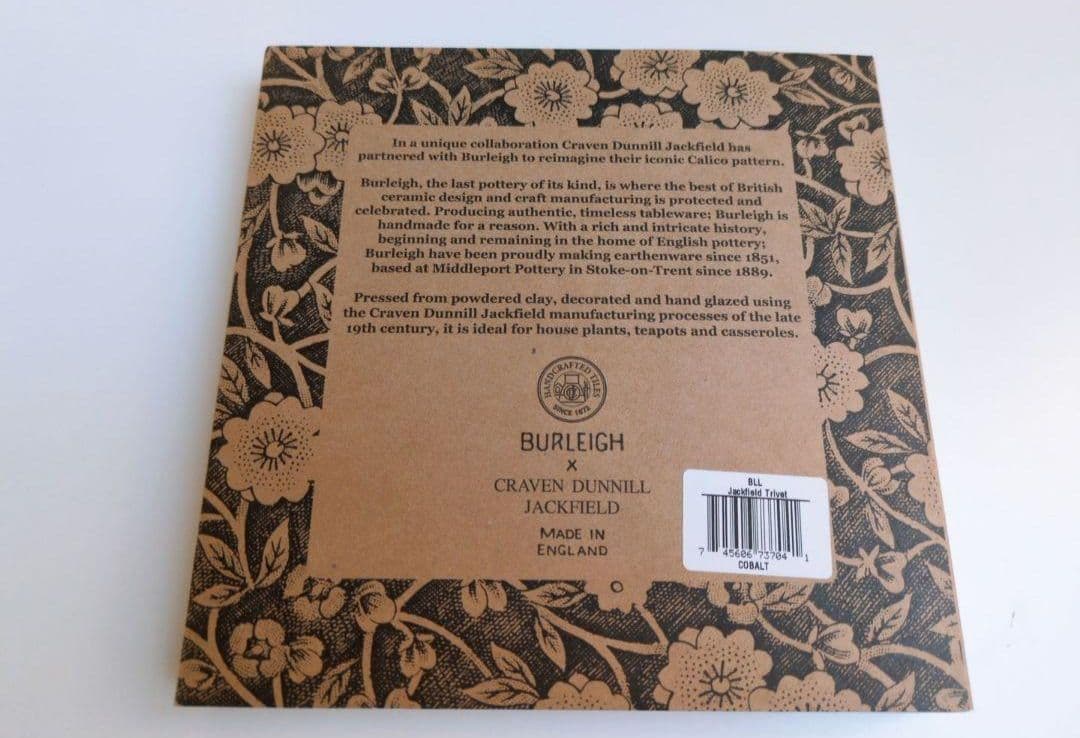 In a unique collaboration Craven Dunnill Jackfield has
partnered with Burleigh to reimagine their iconic Calico pattern.
Burleigh, the last pottery of its kind, is where the best of British
ceramic design and craft manufacturing is protected and
celebrated. Producing authentic, timeless tableware; Burleigh is
handmade for a reason. With a rich and intricate history,
beginning and remaining in the home of English pottery;
Burleigh have been proudly making earthenware since 1851,
based at Middleport Pottery in Stoke-on-Trent since 1889.
Pressed from powdered clay, decorated and hand glazed using
the Craven Dunnill Jackfield manufacturing processes of the late
19th century, it is ideal for house plants, teapots and casseroles.
HANDCRAFTED TILES
SINCE 1872
BURLEIGH
X
CRAVEN DUNNILL
JACKFIELD
MADE IN
ENGLAND
BLL
Jackfield Trivet
7 45606 73704 1
COBALT